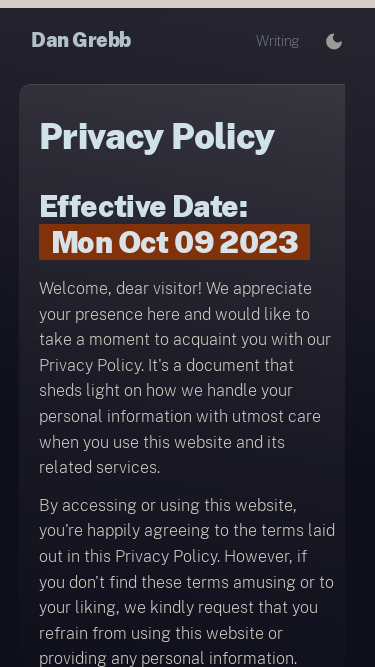 Dan Grebb
Writing
Privacy Policy
Effective Date:
Mon Oct 09 2023
Welcome, dear visitor! We appreciate
your presence here and would like to
take a moment to acquaint you with our
Privacy Policy. It's a document that
sheds light on how we handle your
personal information with utmost care
when you use this website and its
related services.
By accessing or using this website,
you're happily agreeing to the terms laid
out in this Privacy Policy. However, if
you don't find these terms amusing or to
your liking, we kindly request that you
refrain from using this website or
providing any personal information.